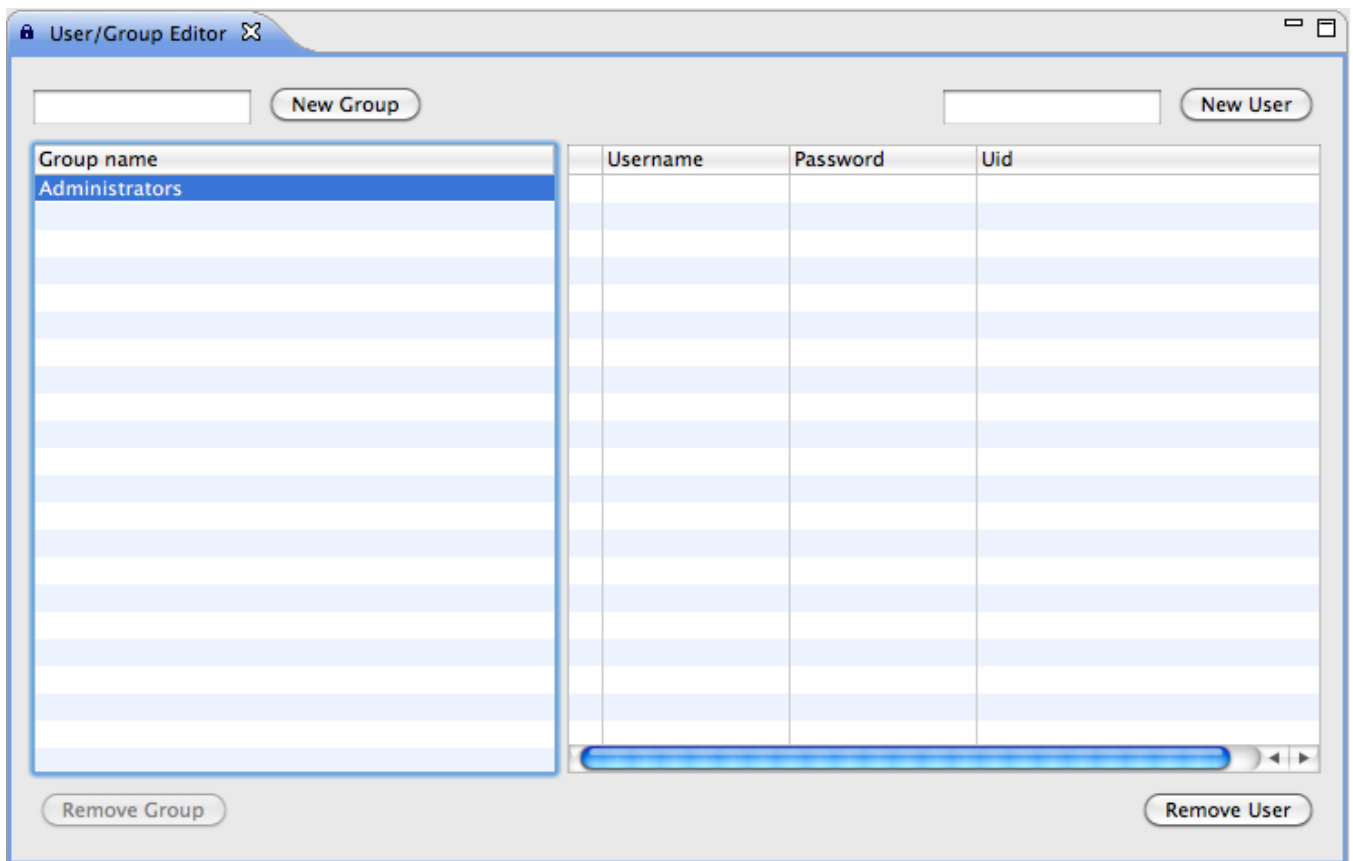 User/Group Editor
New Group
New User
Group name
Username Password Uid
Administrators
Remove Group
Remove User